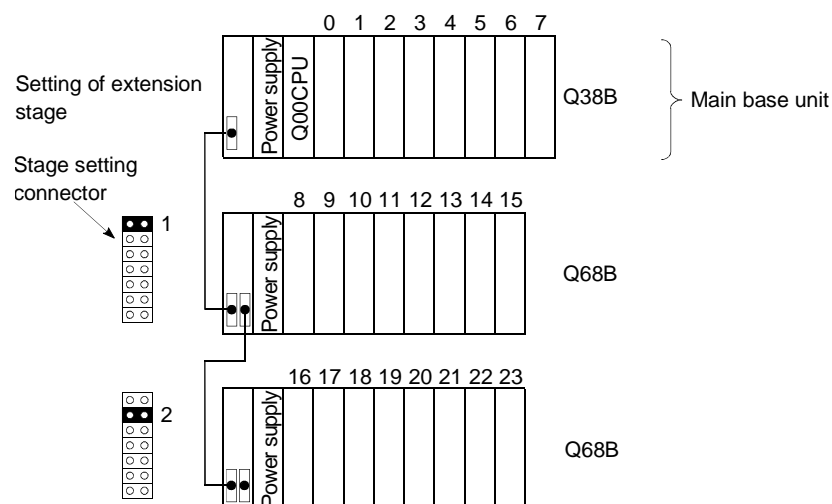 0 1 2 3 4 5 6 7
Setting of extension
stage
Power supply
Q00CPU
Q38B
Main base unit
Stage setting
connector
1
8 9 10 11 12 13 14 15
Power supply
Q68B
16 17 18 19 20 21 22 23
2
Power supply
Q68B